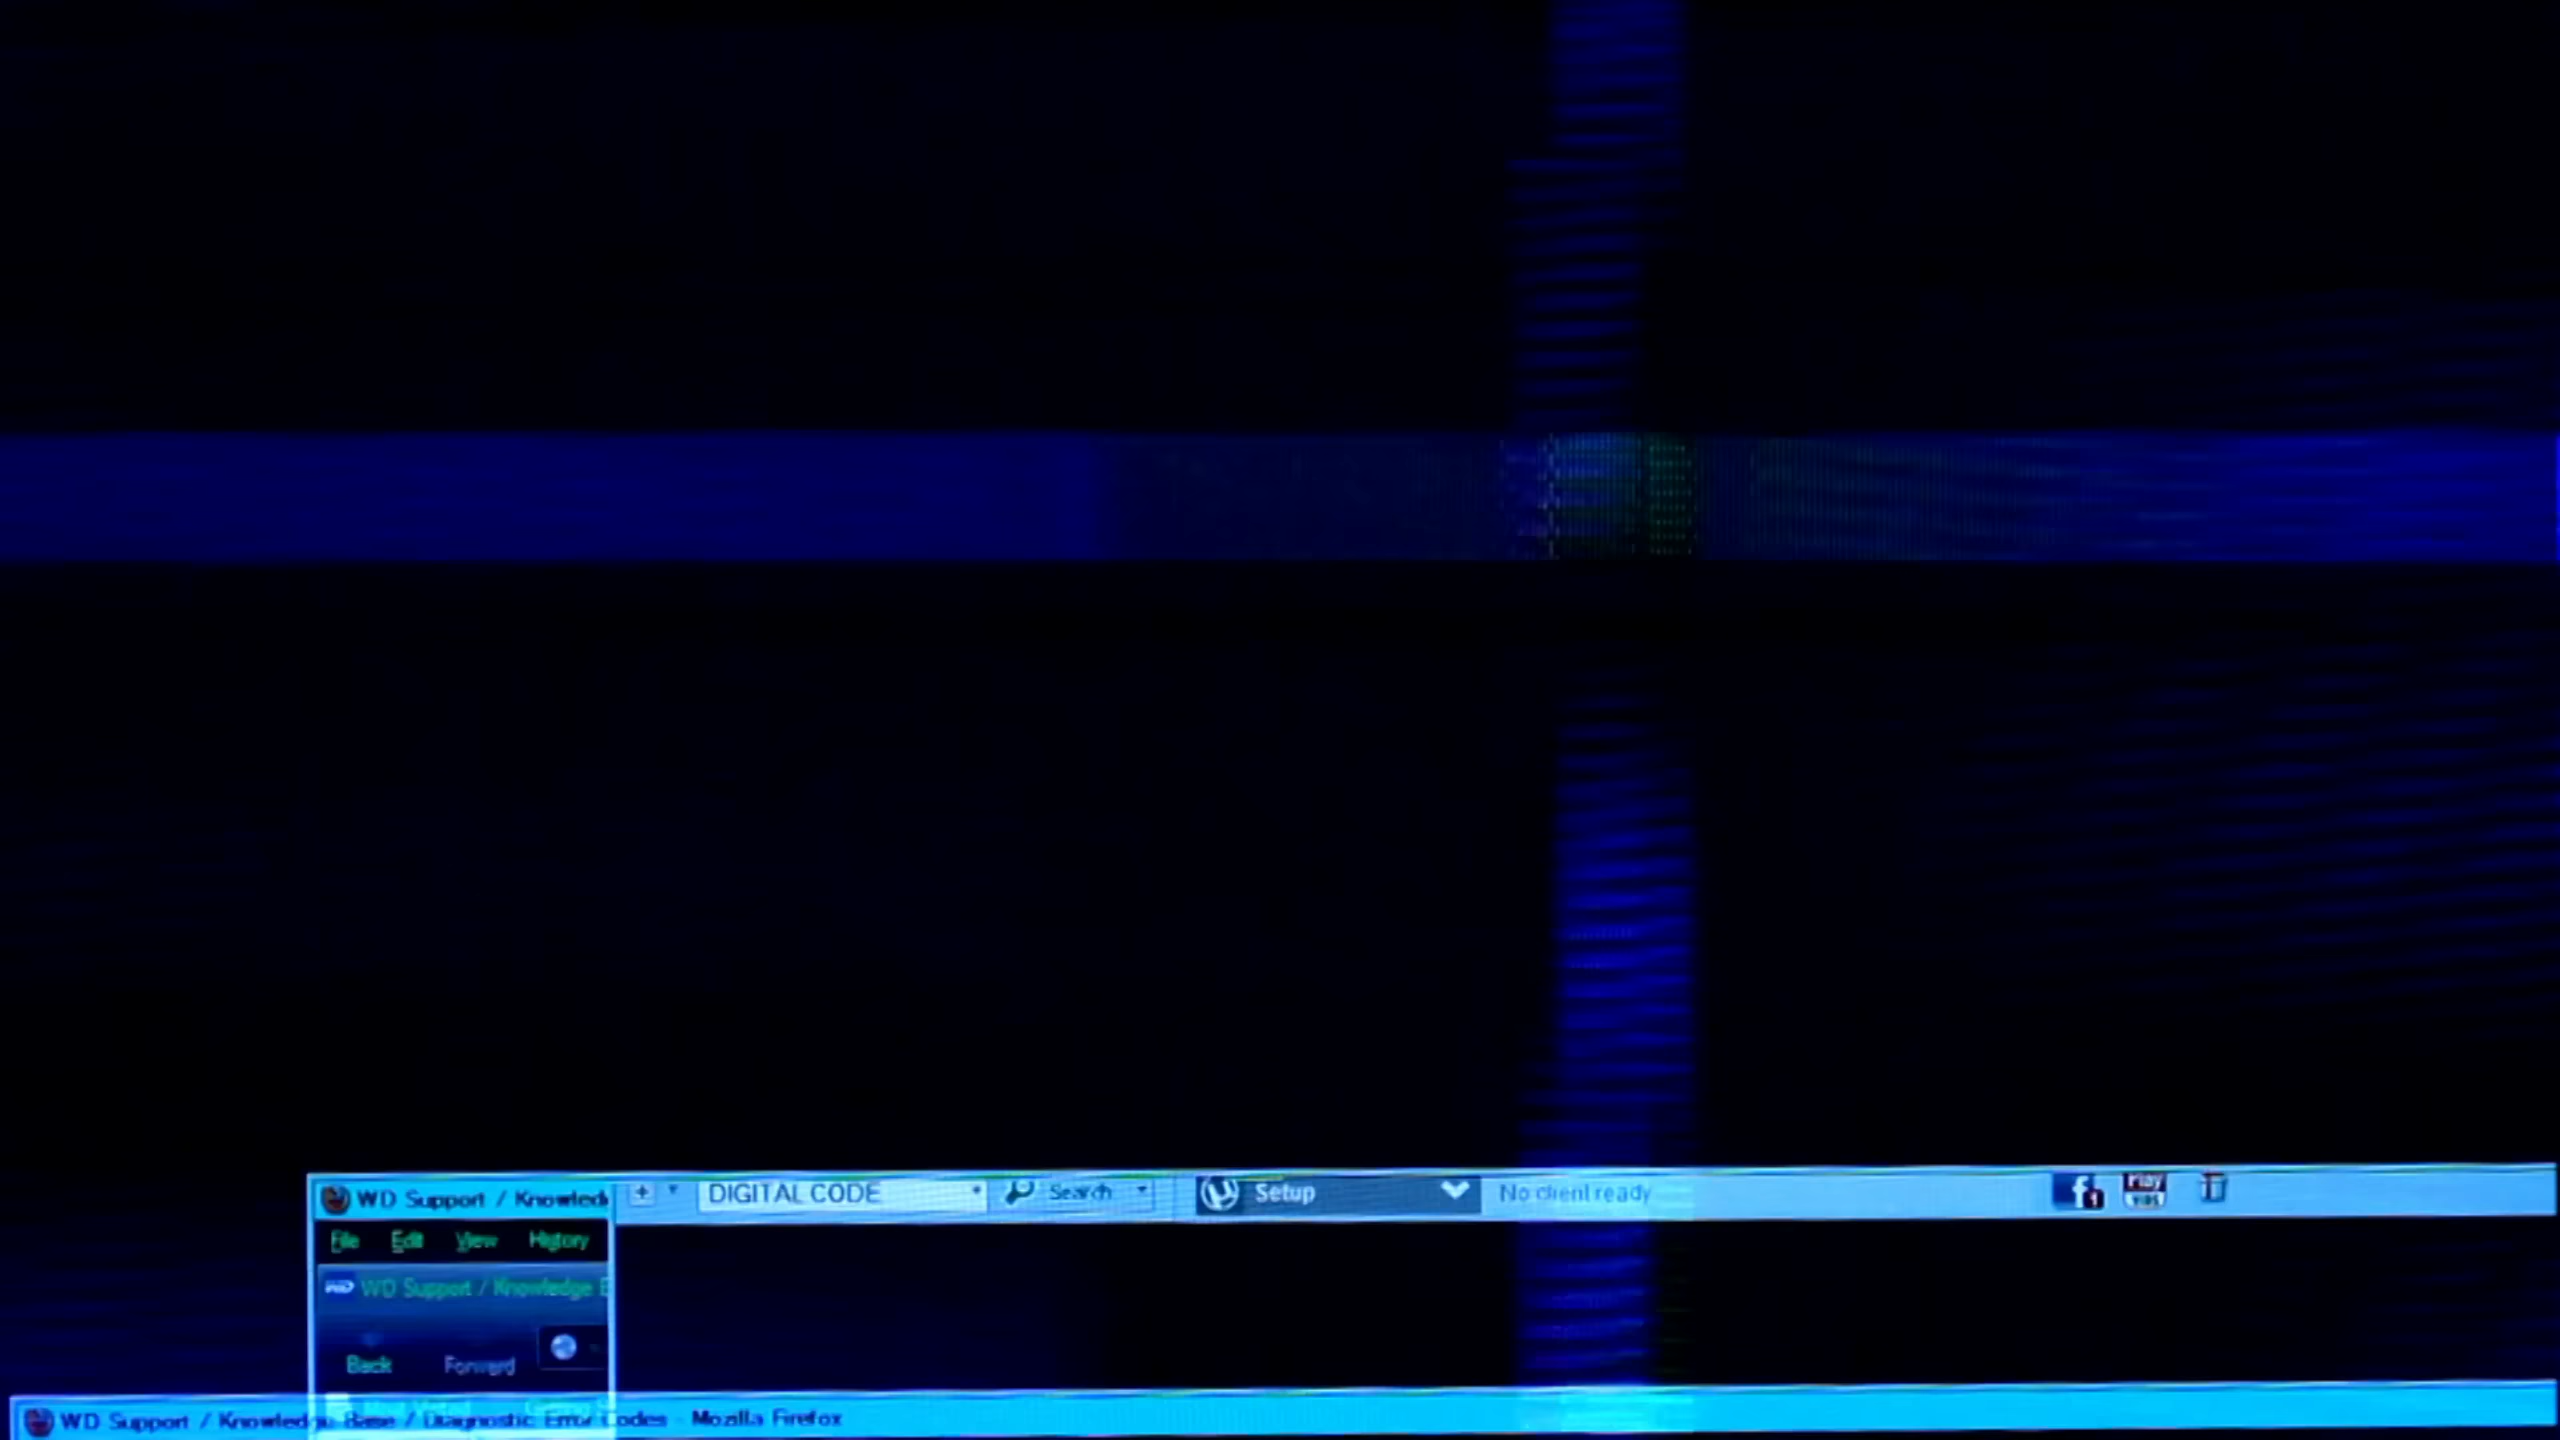 WD Support / Knowled
DIGITAL CODE
Search
Setup
No client ready
File Edit View History
WD Support / Knowledge B
Back Forward
WD Support / Knowledge Base / Diagnostic Error Codes - Mozilla Firefox